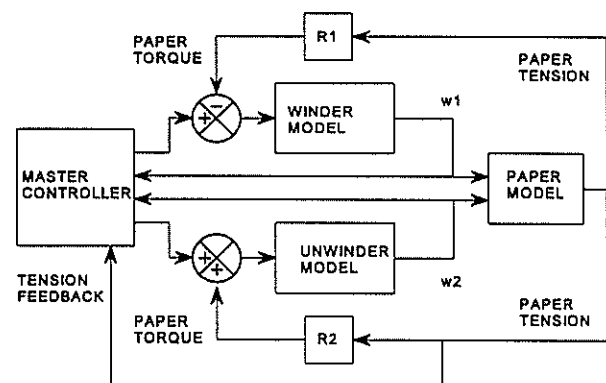 PAPER
TORQUE
R1
PAPER
TENSION
−
+
WINDER
MODEL
w1
MASTER
CONTROLLER
PAPER
MODEL
+
+
UNWINDER
MODEL
w2
TENSION
FEEDBACK
PAPER
TORQUE
R2
PAPER
TENSION